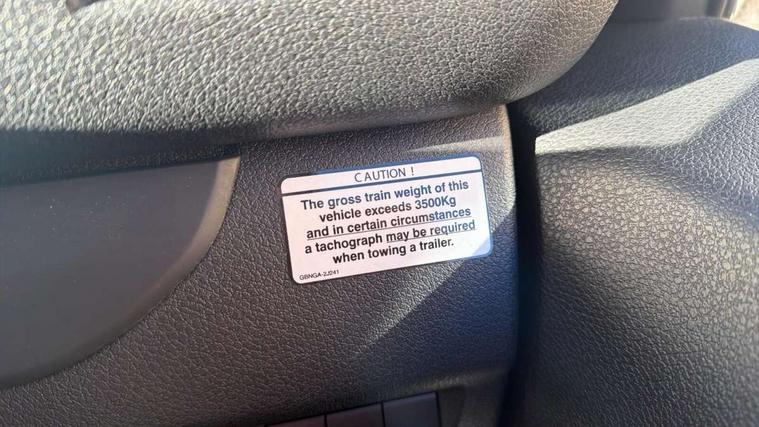 CAUTION !
The gross train weight of this
vehicle exceeds 3500Kg
and in certain circumstances
a tachograph may be required
when towing a trailer.
GBNGA-2J241